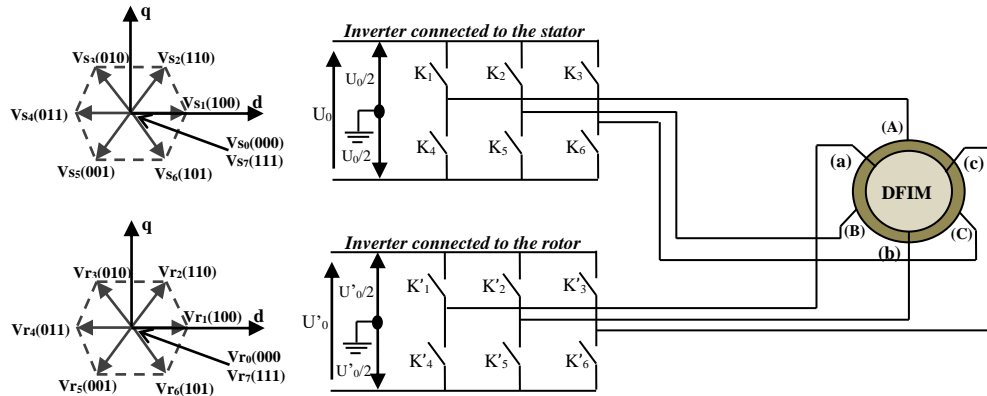 q
Vs3(010)
Vs2(110)
Vs1(100)
d
Vs4(011)
Vs0(000)
Vs7(111)
Vs5(001)
Vs6(101)
Inverter connected to the stator
U0
U0/2
U0/2
K1
K2
K3
K4
K5
K6
(A)
(a)
(c)
DFIM
(B)
(C)
(b)
q
Vr3(010)
Vr2(110)
Vr1(100)
d
Vr4(011)
Vr0(000
Vr7(111)
Vr5(001)
Vr6(101)
Inverter connected to the rotor
U'0
U'0/2
U'0/2
K'1
K'2
K'3
K'4
K'5
K'6